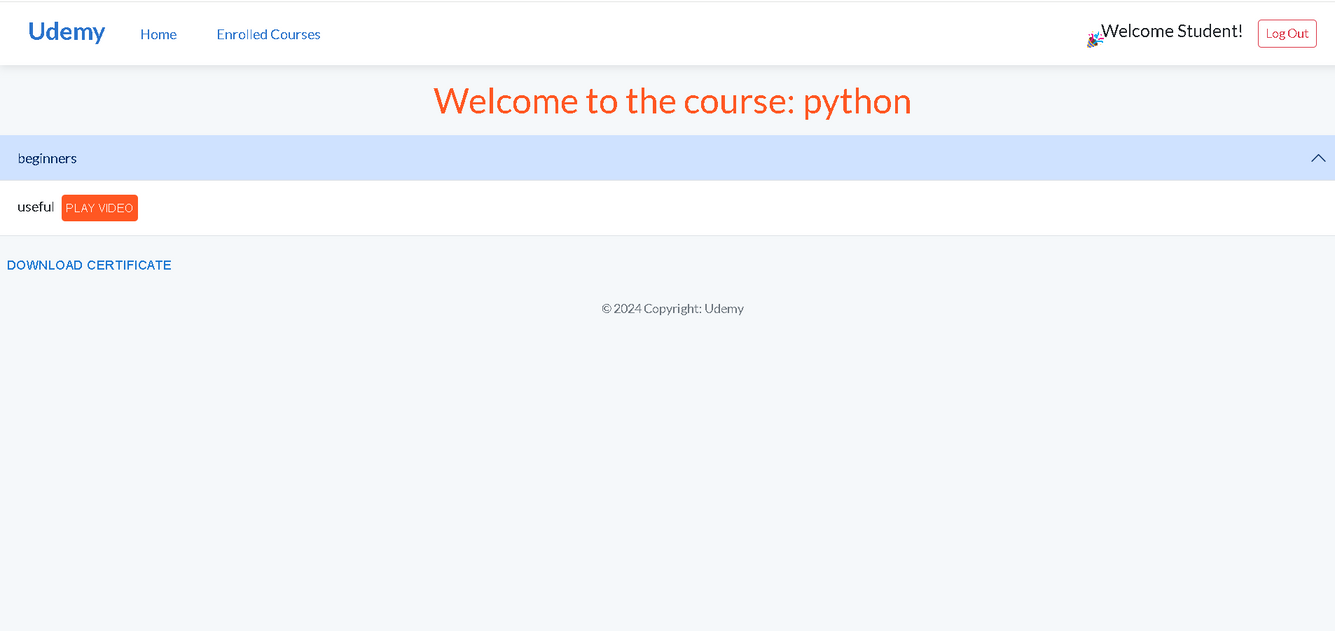 Udemy Home Enrolled Courses Welcome Student! Log Out
Welcome to the course: python
beginners
useful PLAY VIDEO
DOWNLOAD CERTIFICATE
© 2024 Copyright: Udemy